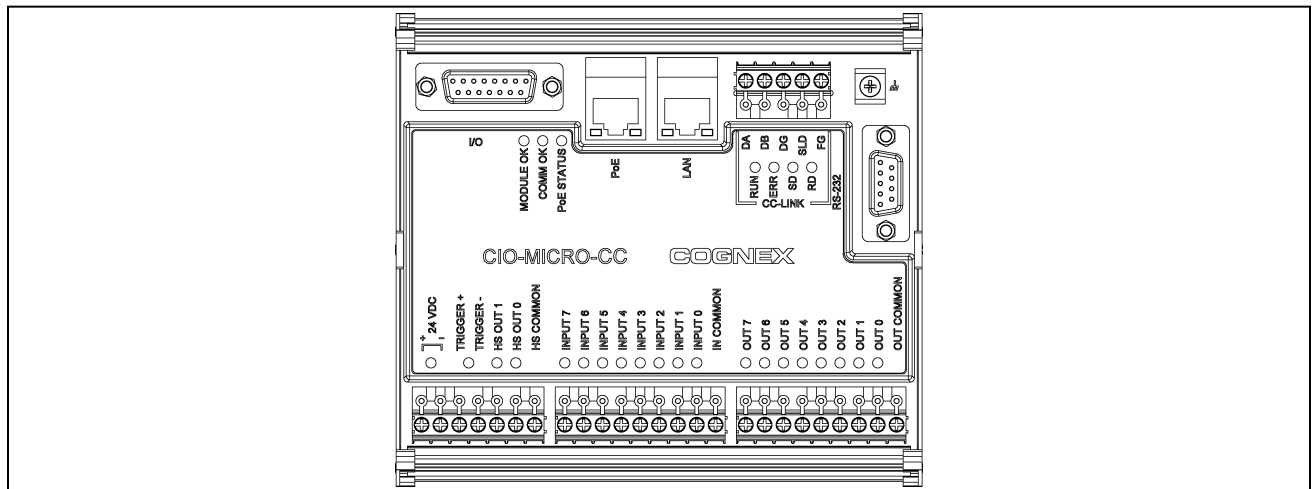 I/O
MODULE OK
COMM OK
PoE STATUS
PoE
LAN
DA
DB
DG
SLD
FG
RUN
ERR
SD
RD
CC-LINK
RS-232
CIO-MICRO-CC
COGNEX
+
-
24 VDC
TRIGGER +
TRIGGER -
HS OUT 1
HS OUT 0
HS COMMON
INPUT 7
INPUT 6
INPUT 5
INPUT 4
INPUT 3
INPUT 2
INPUT 1
INPUT 0
IN COMMON
OUT 7
OUT 6
OUT 5
OUT 4
OUT 3
OUT 2
OUT 1
OUT 0
OUT COMMON